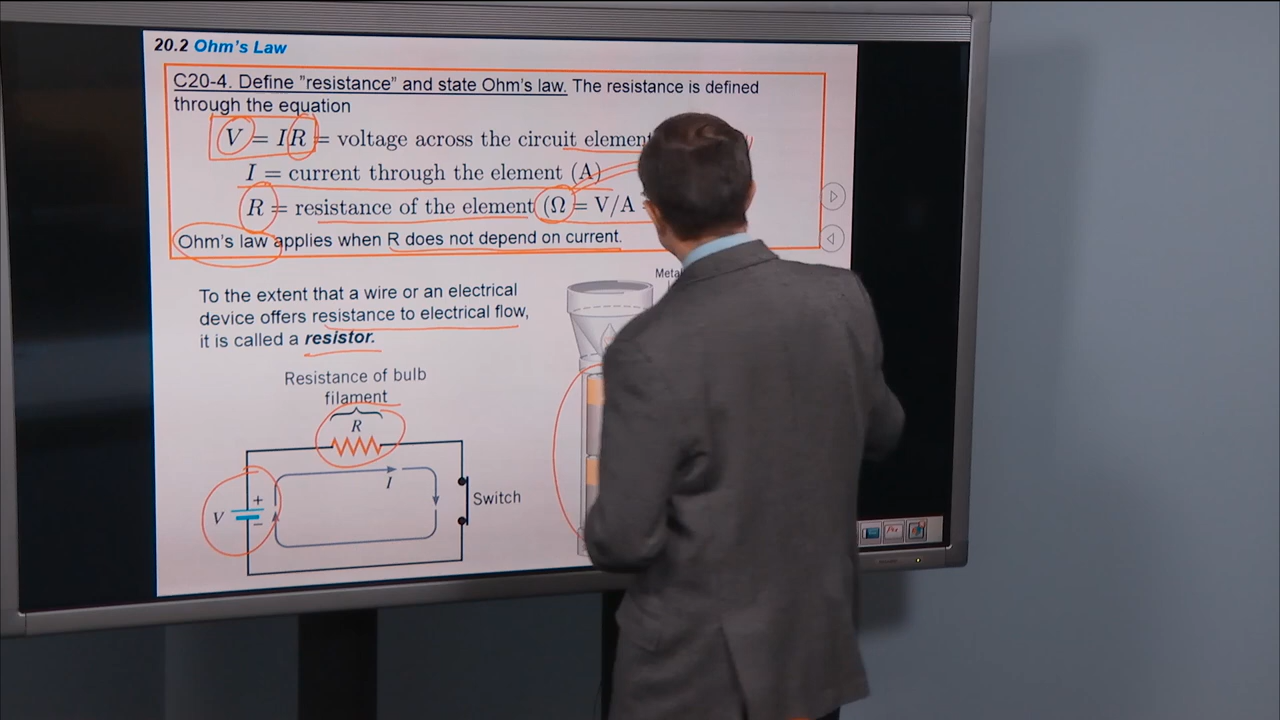 20.2 Ohm's Law
C20-4. Define "resistance" and state Ohm's law. The resistance is defined
through the equation
V = IR = voltage across the circuit element
I = current through the element (A)
R = resistance of the element (Ω = V/A
Ohm's law applies when R does not depend on current.
To the extent that a wire or an electrical
device offers resistance to electrical flow,
it is called a resistor.
Metal
Resistance of bulb
filament
R
I
+
V
−
Switch